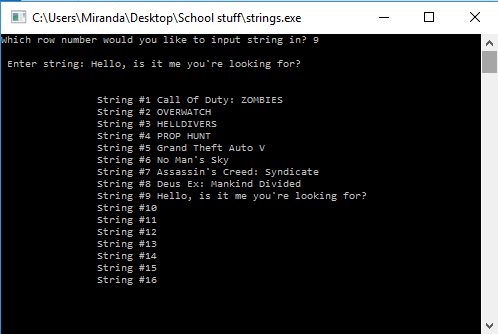 C:\Users\Miranda\Desktop\School stuff\strings.exe
Which row number would you like to input string in? 9
Enter string: Hello, is it me you're looking for?
String #1 Call Of Duty: ZOMBIES
String #2 OVERWATCH
String #3 HELLDIVERS
String #4 PROP HUNT
String #5 Grand Theft Auto V
String #6 No Man's Sky
String #7 Assassin's Creed: Syndicate
String #8 Deus Ex: Mankind Divided
String #9 Hello, is it me you're looking for?
String #10
String #11
String #12
String #13
String #14
String #15
String #16